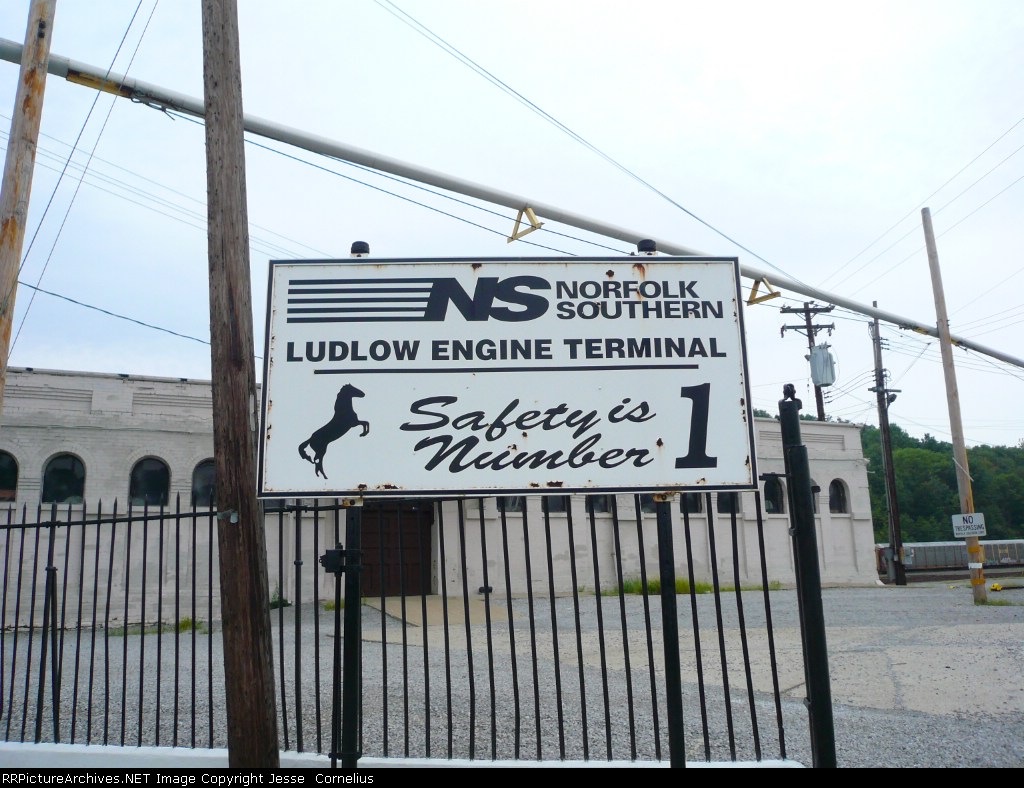 NS NORFOLK
SOUTHERN
LUDLOW ENGINE TERMINAL
Safety is
Number 1
NO
TRESPASSING
RRPictureArchives.NET Image Copyright Jesse Cornelius